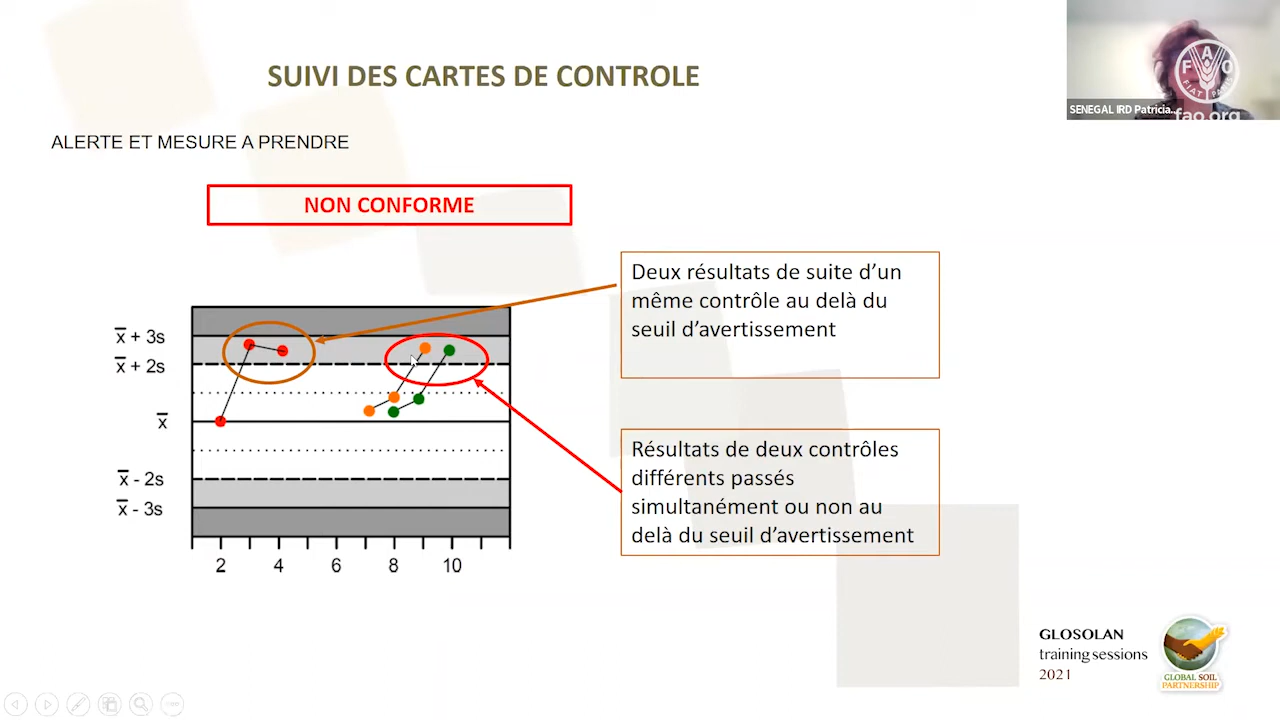 SUIVI DES CARTES DE CONTROLE
FAO
FIAT PANIS
SENEGAL IRD Patricia...
fao.org
ALERTE ET MESURE A PRENDRE
NON CONFORME
Deux résultats de suite d’un
même contrôle au delà du
seuil d’avertissement
x̅ + 3s
x̅ + 2s
x̅
x̅ - 2s
x̅ - 3s
2 4 6 8 10
Résultats de deux contrôles
différents passés
simultanément ou non au
delà du seuil d’avertissement
GLOSOLAN
training sessions
2021
GLOBAL SOIL
PARTNERSHIP